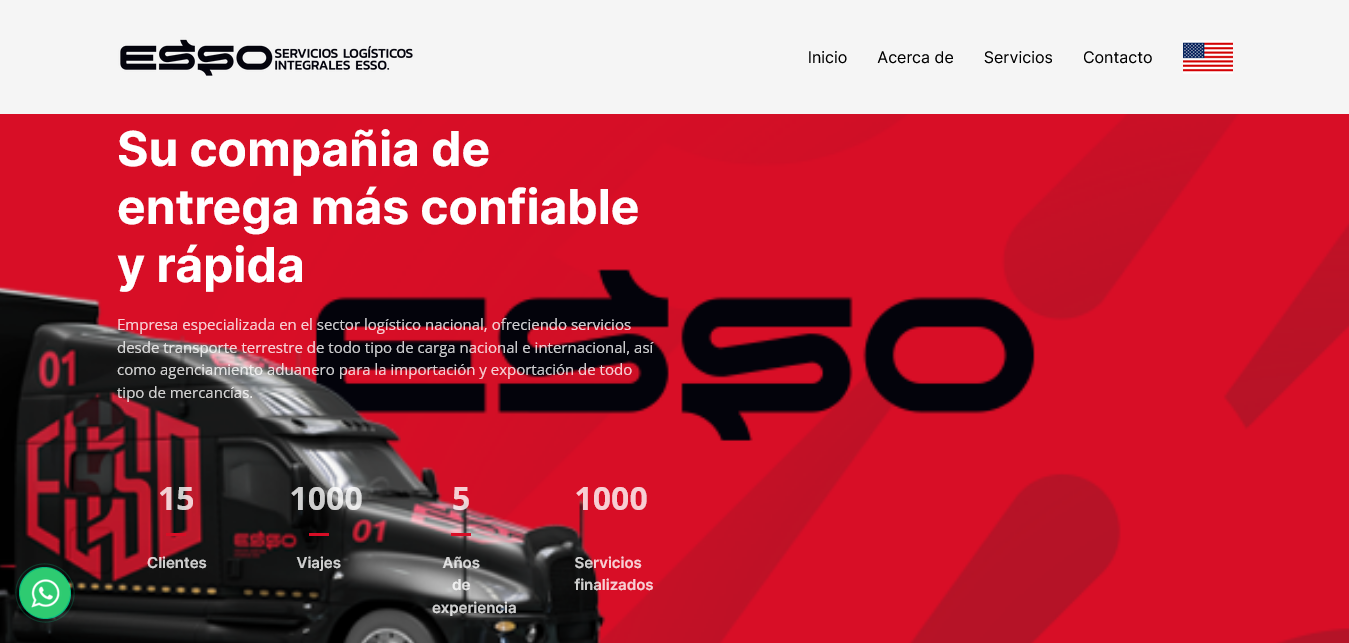 ESSO SERVICIOS LOGÍSTICOS
INTEGRALES ESSO.
Inicio Acerca de Servicios Contacto
Su compañia de
entrega más confiable
y rápida
ESSO
Empresa especializada en el sector logístico nacional, ofreciendo servicios
desde transporte terrestre de todo tipo de carga nacional e internacional, así
como agenciamiento aduanero para la importación y exportación de todo
tipo de mercancías.
01
ESSO
15 1000 5 1000
ESSO 01
Clientes Viajes Años
de
experiencia Servicios
finalizados